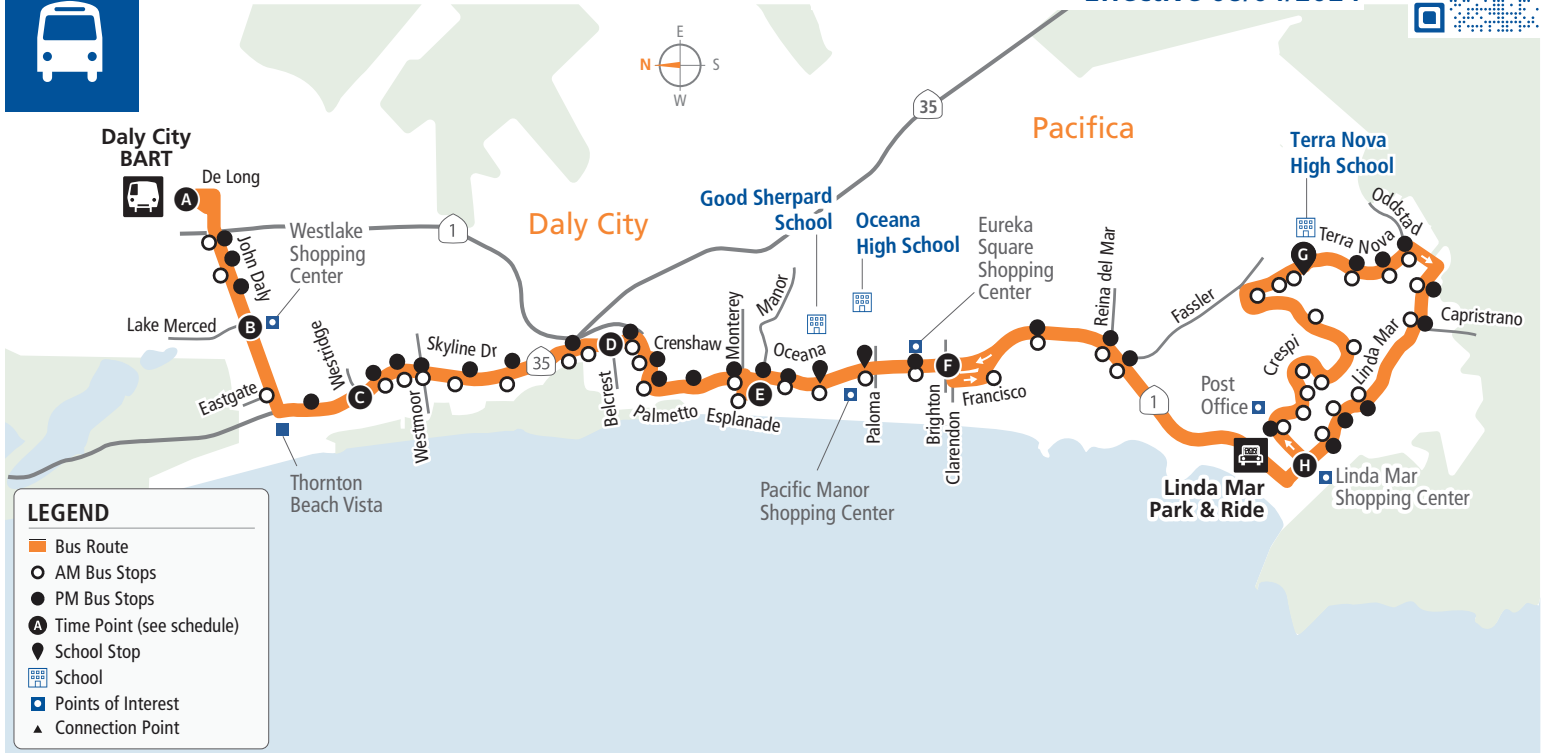 E
N
S
W
35
Pacifica
Daly City
BART
A
De Long
1
Daly City
Westlake
Shopping
Center
John Daly
Lake Merced
B
Good Sherpard
School
Oceana
High School
Eureka
Square
Shopping
Center
Terra Nova
High School
Oddstad
Terra Nova
G
Fassler
Reina del Mar
Manor
Monterey
Westridge
Skyline Dr
35
D
Crenshaw
Oceana
Eastgate
C
Westmoor
Belcrest
Palmetto
Esplanade
E
Paloma
Brighton
F
Clarendon
Francisco
1
Crespi
Linda Mar
Capristrano
Post
Office
H
Linda Mar
Park & Ride
Linda Mar
Shopping Center
Thornton
Beach Vista
Pacific Manor
Shopping Center
LEGEND
Bus Route
AM Bus Stops
PM Bus Stops
A Time Point (see schedule)
School Stop
School
Points of Interest
Connection Point